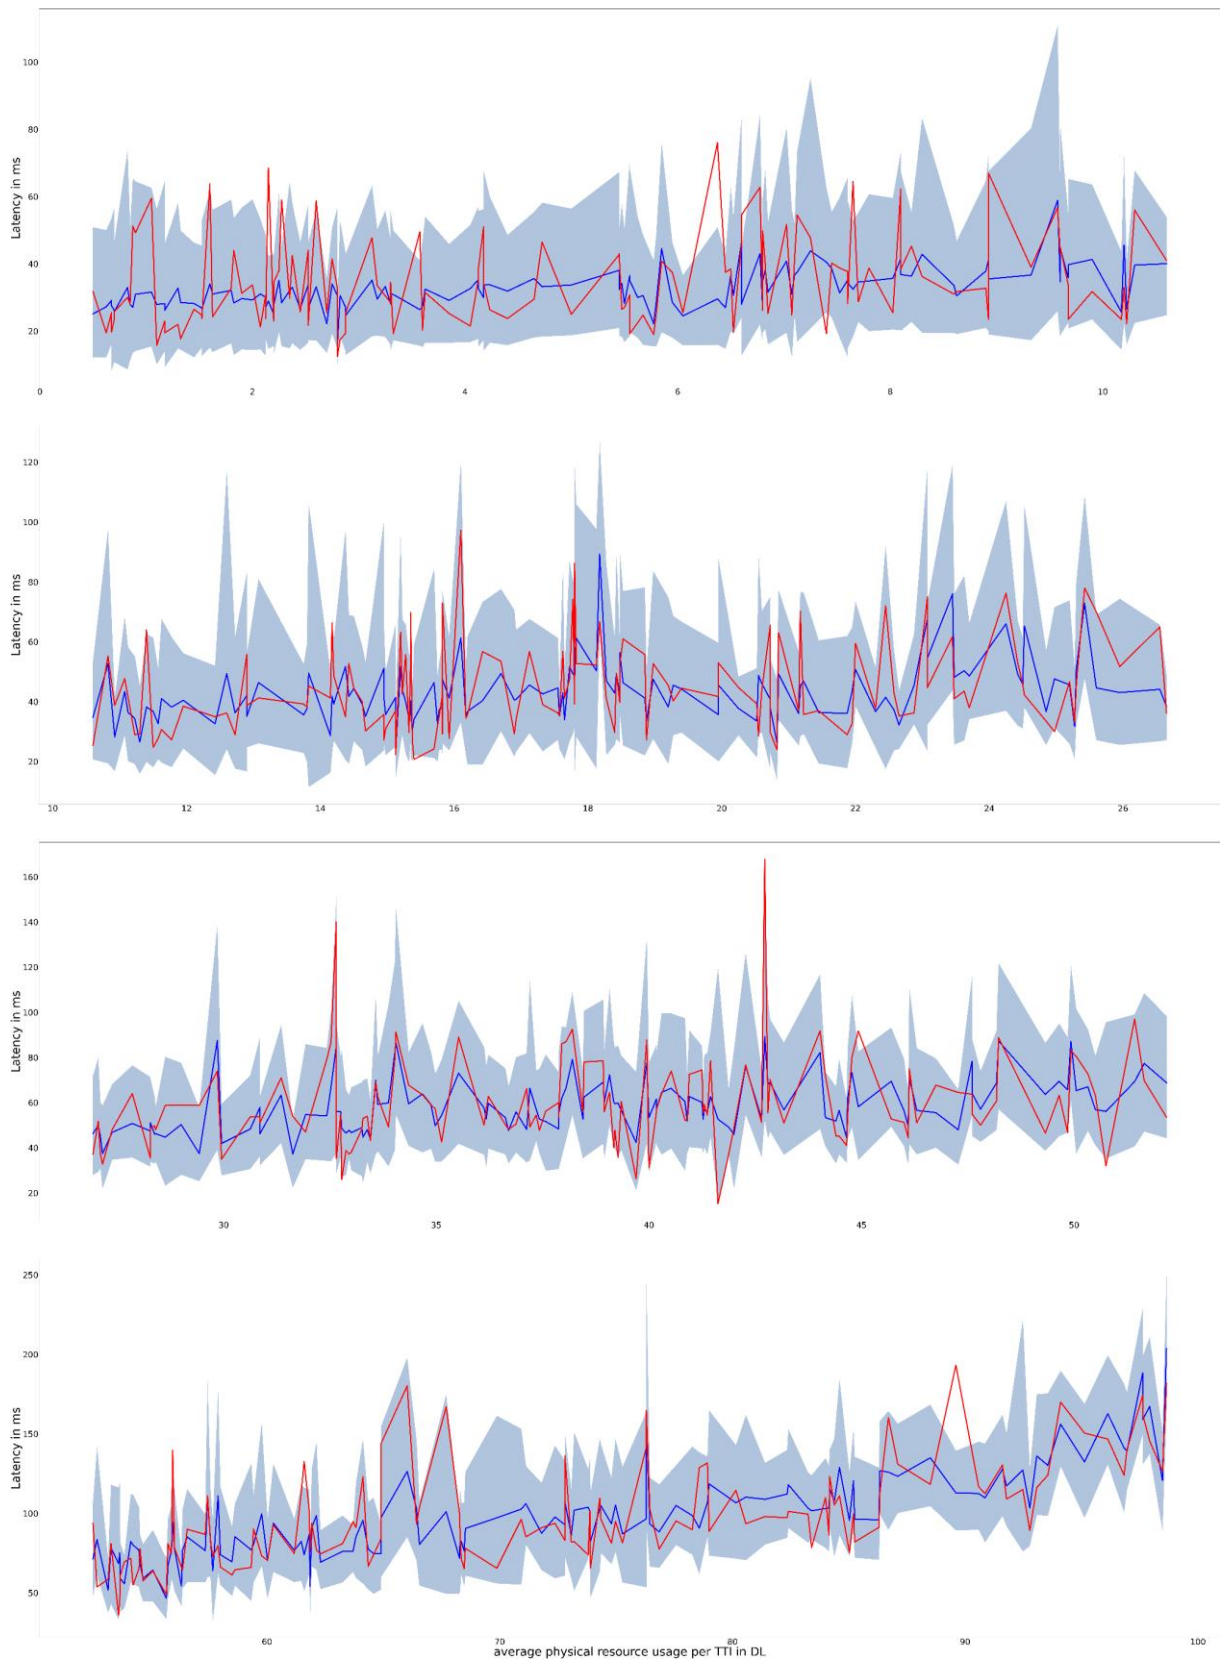 100
80
60
40
20
Latency in ms
0 2 4 6 8 10
120
100
80
60
40
20
Latency in ms
10 12 14 16 18 20 22 24 26
160
140
120
100
80
60
40
20
Latency in ms
30 35 40 45 50
250
200
150
100
50
Latency in ms
60 70 80 90 100
average physical resource usage per TTI in DL